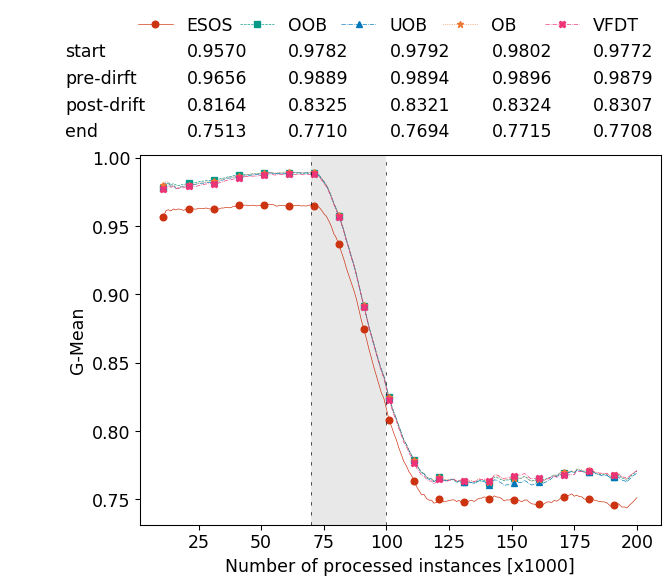 ESOS OOB UOB OB VFDT
start 0.9570 0.9782 0.9792 0.9802 0.9772
pre-dirft 0.9656 0.9889 0.9894 0.9896 0.9879
post-drift 0.8164 0.8325 0.8321 0.8324 0.8307
end 0.7513 0.7710 0.7694 0.7715 0.7708
1.00
0.95
0.90
0.85
0.80
0.75
G-Mean
25 50 75 100 125 150 175 200
Number of processed instances [x1000]